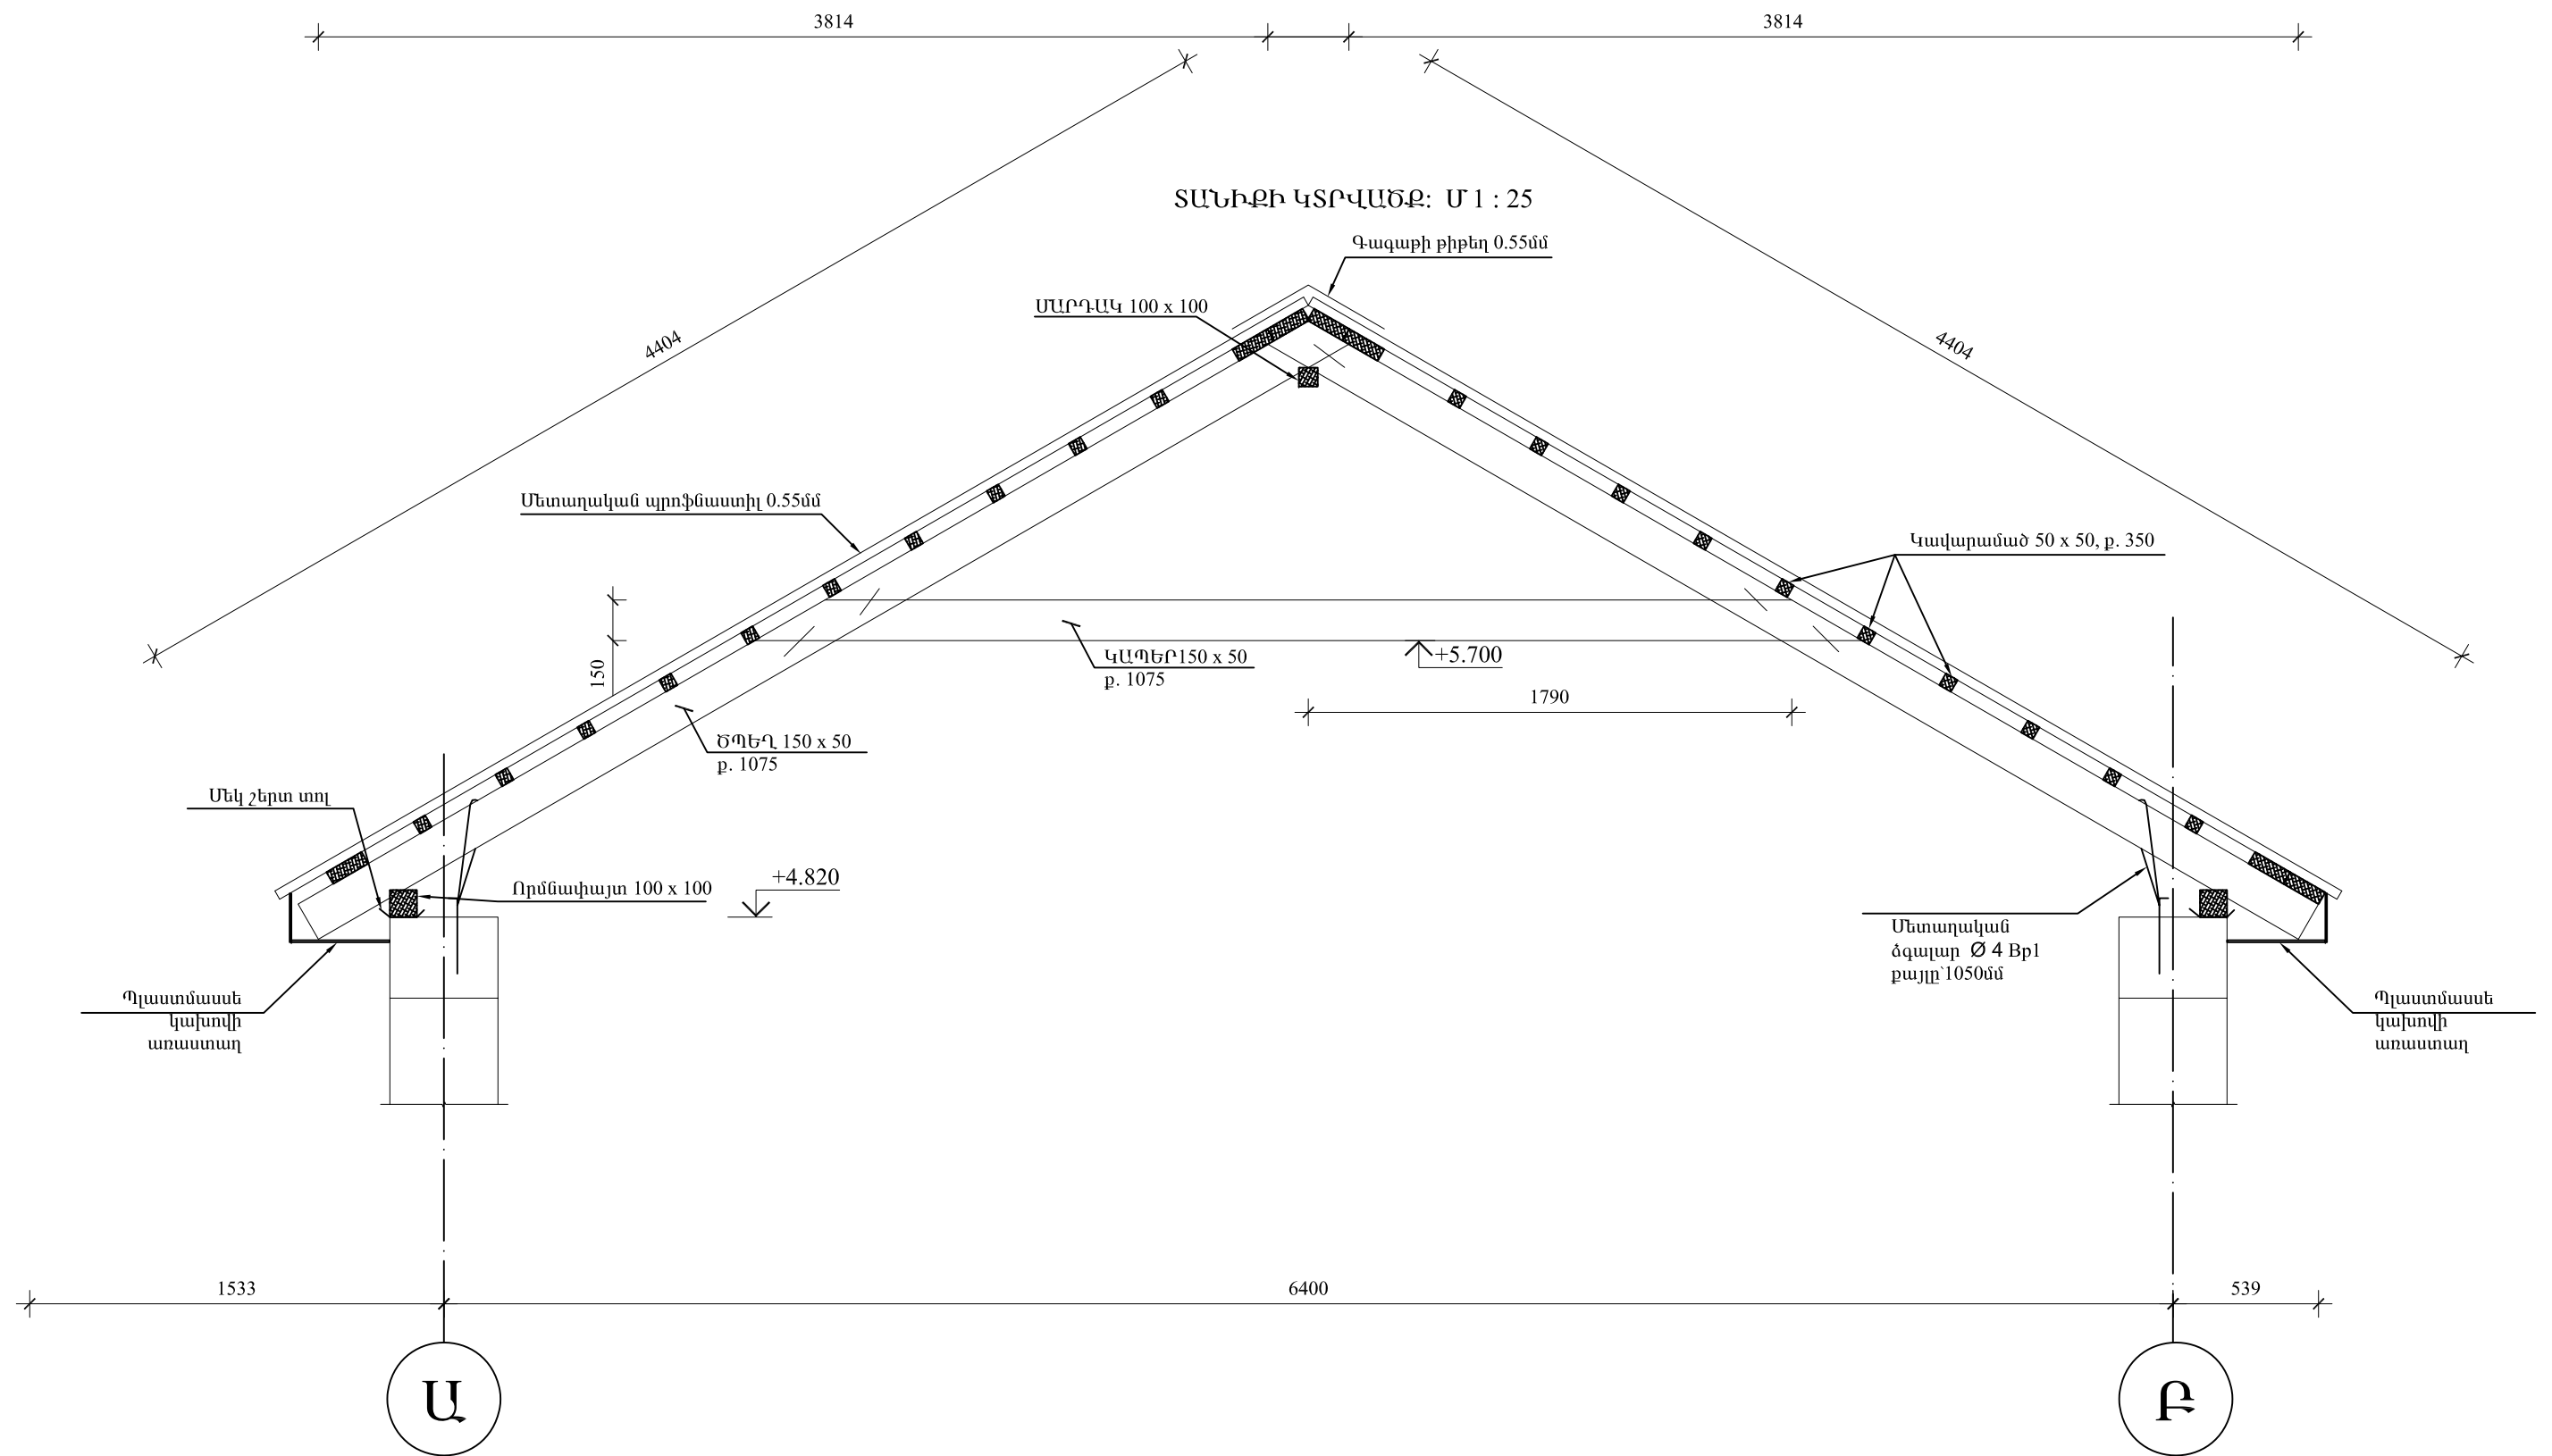 3814
3814
ՏԱՆԻՔԻ ԿՏՐՎԱԾՔ: Մ 1 : 25
Գագաթի թիթեղ 0.55մմ
ՄԱՐԴԱԿ 100 x 100
4404
4404
Մետաղական պրոֆնաստիլ 0.55մմ
Կավարամած 50 x 50, ք. 350
150
ԿԱՊԵՐ150 x 50
ք. 1075
+5.700
1790
ԾՊԵՂ 150 x 50
ք. 1075
Մեկ շերտ տոլ
Որմնափայտ 100 x 100
+4.820
Մետաղական
ձգալար Ø 4 Bp1
քայլը՝1050մմ
Պլաստմասսե
կախովի
առաստաղ
Պլաստմասսե
կախովի
առաստաղ
1533
6400
539
Ա
Բ